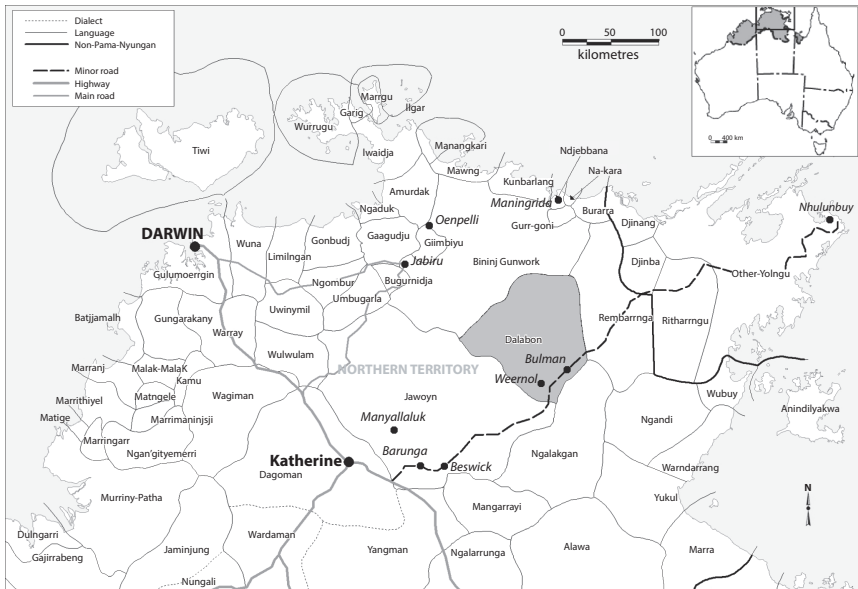 Dialect
Language
Non-Pama-Nyungan
Minor road
Highway
Main road
0 50 100
kilometres
0 400 km
Marrgu
Garig
Ilgar
Wurrugu
Tiwi
Iwaidja
Manangkari
Mawng
Ndjebbana
Na-kara
Kunbarlang
Amurdak
Maningrida
Burarra
Nhulunbuy
Ngaduk
Oenpelli
Gurr-goni
Djinang
DARWIN
Wuna
Gonbudj
Gaagudju
Giimbiyu
Limilngan
Jabiru
Bininj Gunwork
Djinba
Other-Yolngu
Gulumoerrgin
Ngombur
Bugurnidja
Umbugarla
Batjjamalh
Gungarakany
Uwinymil
Rembarrnga
Ritharrngu
Warray
Dalabon
Wulwulam
Bulman
Marranj
Malak-MalaK
NORTHERN TERRITORY
Weernol
Kamu
Marrithiyel
Matngele
Wagiman
Jawoyn
Wubuy
Matige
Marrimaninjsji
Manyallaluk
Ngandi
Anindilyakwa
Marringarr
Ngan'gityemerri
Barunga
Ngalakgan
Katherine
Beswick
Warndarrang
Dagoman
N
Murriny-Patha
Mangarrayi
Yukul
Dulngarri
Wardaman
Gajirrabeng
Jaminjung
Yangman
Ngalarrunga
Alawa
Marra
Nungali